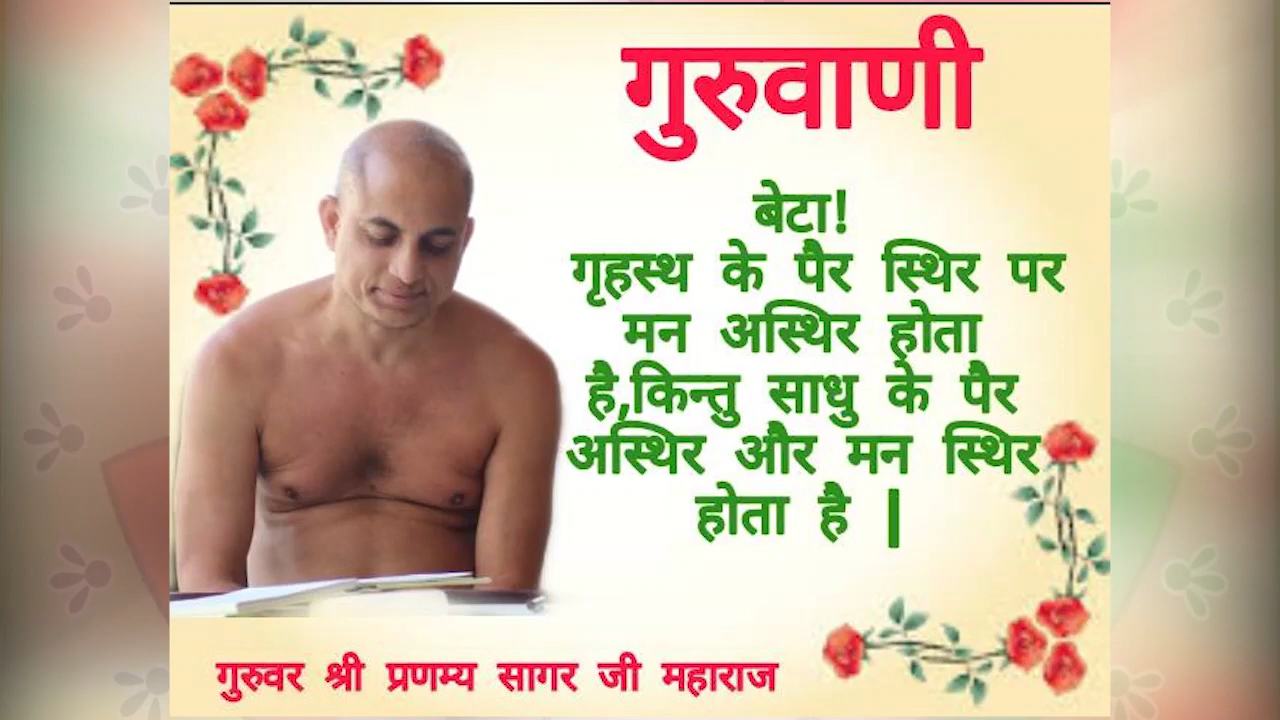 गुरुवाणी
बेटा!
गृहस्थ के पैर स्थिर पर
मन अस्थिर होता
है,किन्तु साधु के पैर
अस्थिर और मन स्थिर
होता है |
गुरुवर श्री प्रणम्य सागर जी महाराज